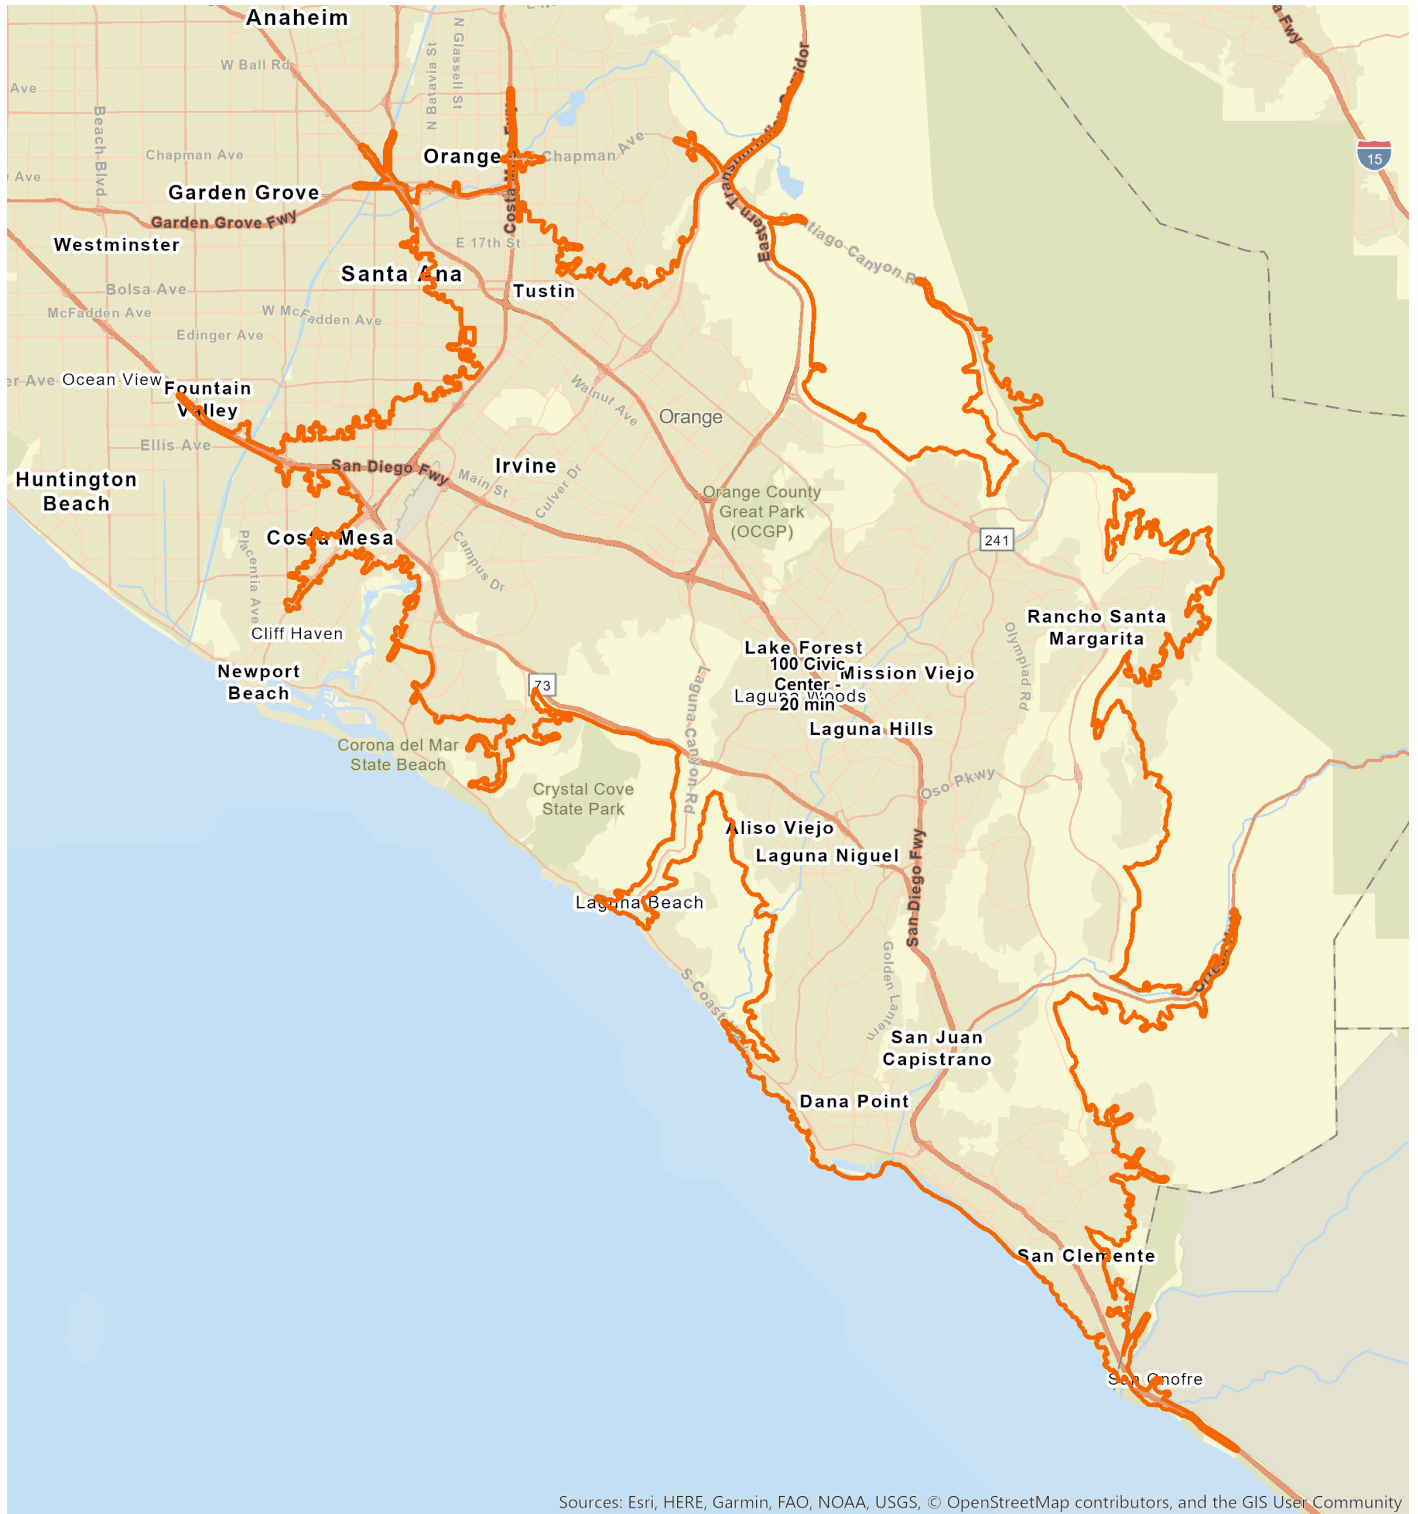 Anaheim
a Fwy
W Ball Rd
N Batavia St
N Glassell St
Ave
Beach Blvd
Chapman Ave
Orange
Chapman Ave
15
Ave
Garden Grove
Garden Grove Fwy
Westminster
E 17th St
Eastern Transportation Corridor
Santiago Canyon Rd
Santa Ana
Tustin
Bolsa Ave
McFadden Ave
W McFadden Ave
Edinger Ave
er Ave
Ocean View
Fountain
Valley
Walnut Ave
Orange
Ellis Ave
San Diego Fwy
Main St
Irvine
Culver Dr
Huntington
Beach
Orange County
Great Park
(OCGP)
Costa Mesa
241
Placentia Ave
Campus Dr
Cliff Haven
Rancho Santa
Margarita
Olympiad Rd
Lake Forest
100 Civic
Center -
20 min
Mission Viejo
Laguna Woods
Newport
Beach
73
Laguna Canyon Rd
Laguna Hills
Corona del Mar
State Beach
Oso Pkwy
Crystal Cove
State Park
Aliso Viejo
Laguna Niguel
San Diego Fwy
Laguna Beach
Golden Lantern
S Coast Hwy
San Juan
Capistrano
Dana Point
San Clemente
San Onofre
Sources: Esri, HERE, Garmin, FAO, NOAA, USGS, © OpenStreetMap contributors, and the GIS User Community